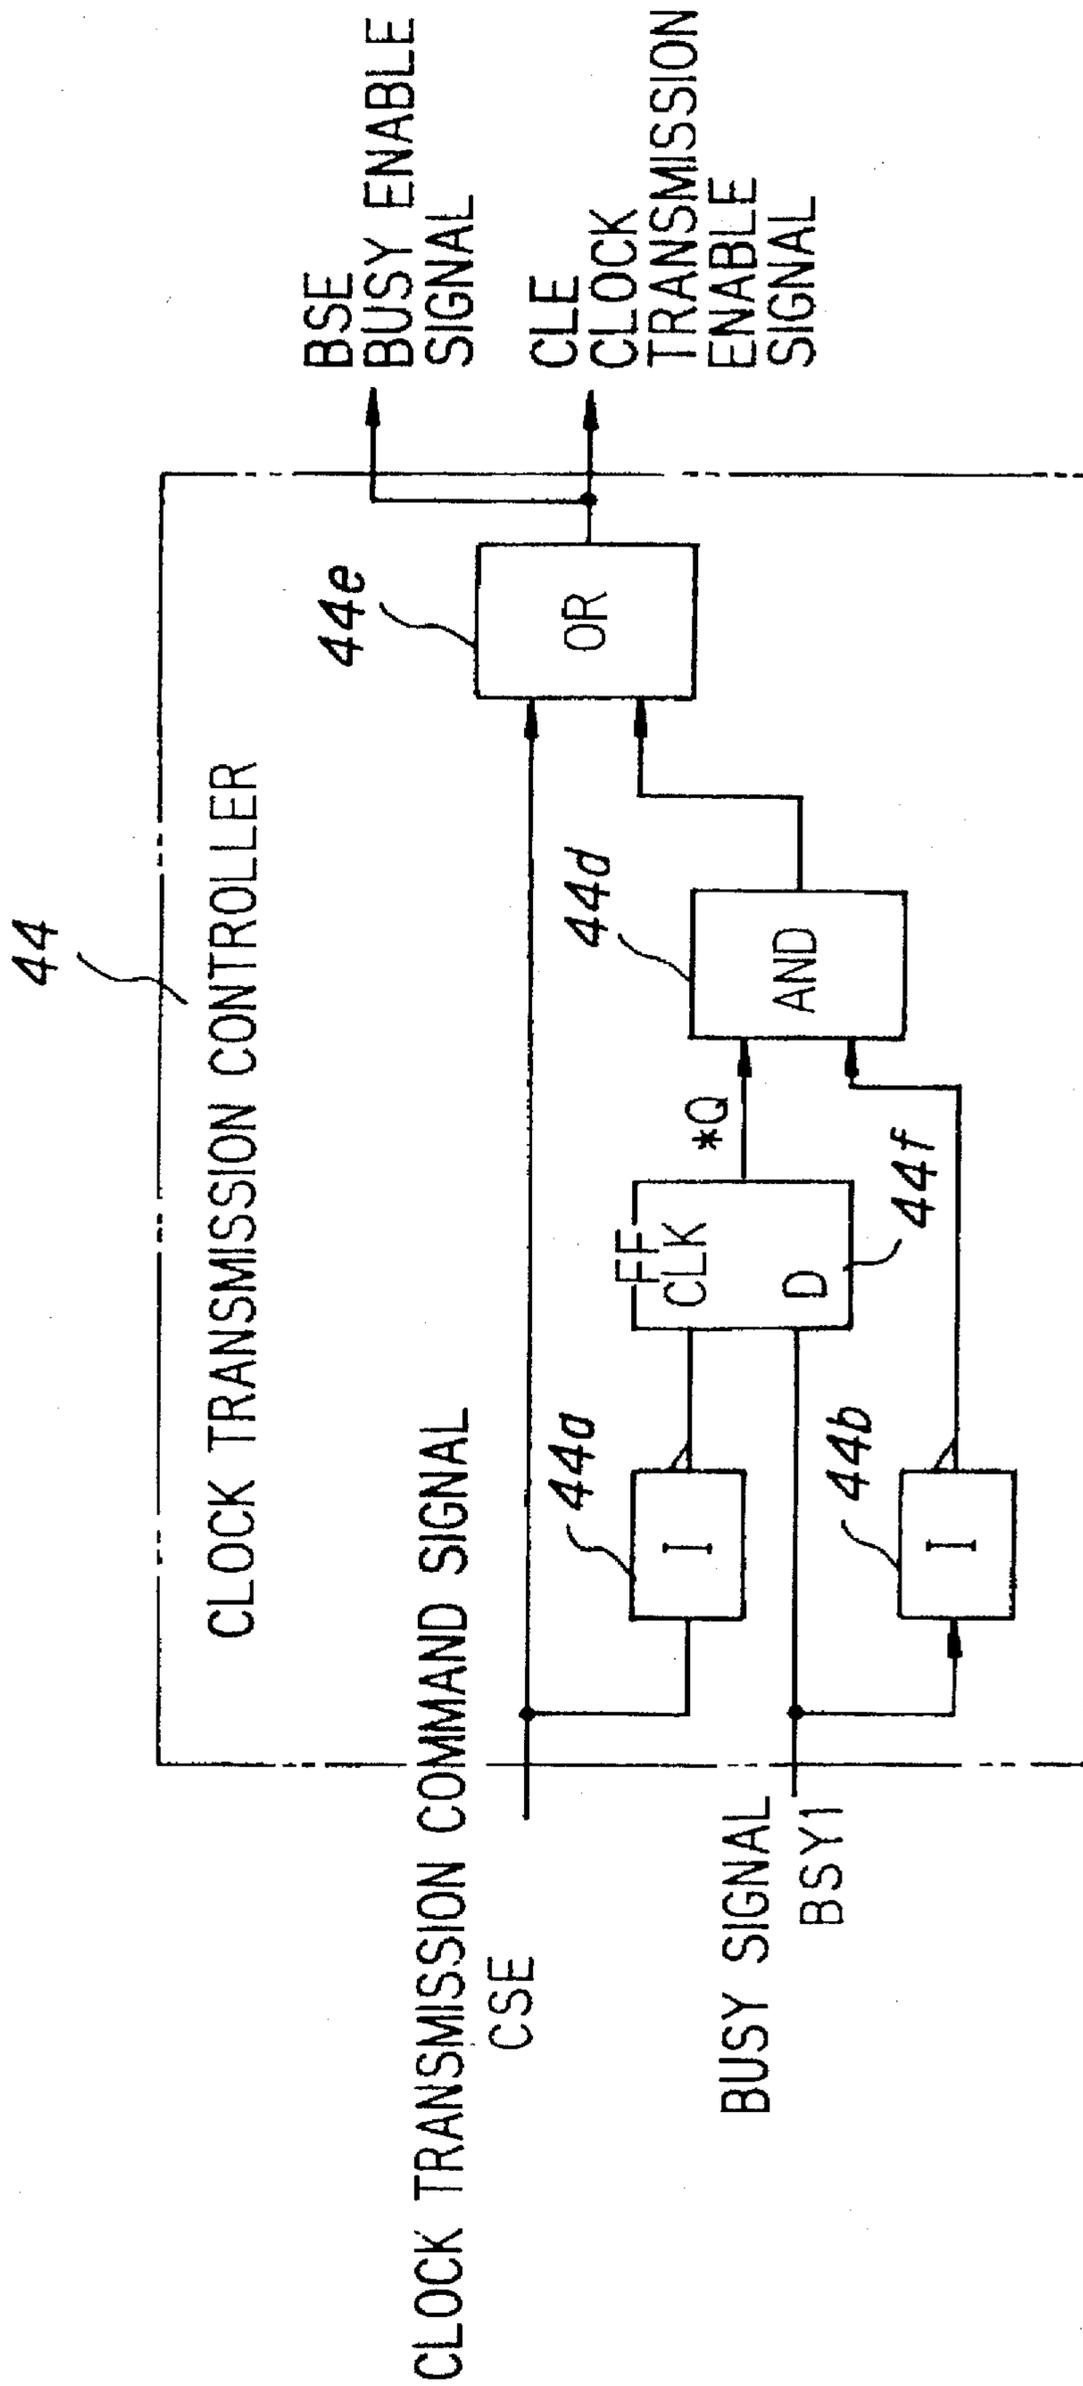 44
CLOCK TRANSMISSION CONTROLLER
CLOCK TRANSMISSION COMMAND SIGNAL
CSE
BUSY SIGNAL
BSY1
44a
I
44b
I
FF
CLK
D
44f
*Q
44d
AND
44e
OR
BSE
BUSY ENABLE
SIGNAL
CLE
CLOCK
TRANSMISSION
ENABLE
SIGNAL